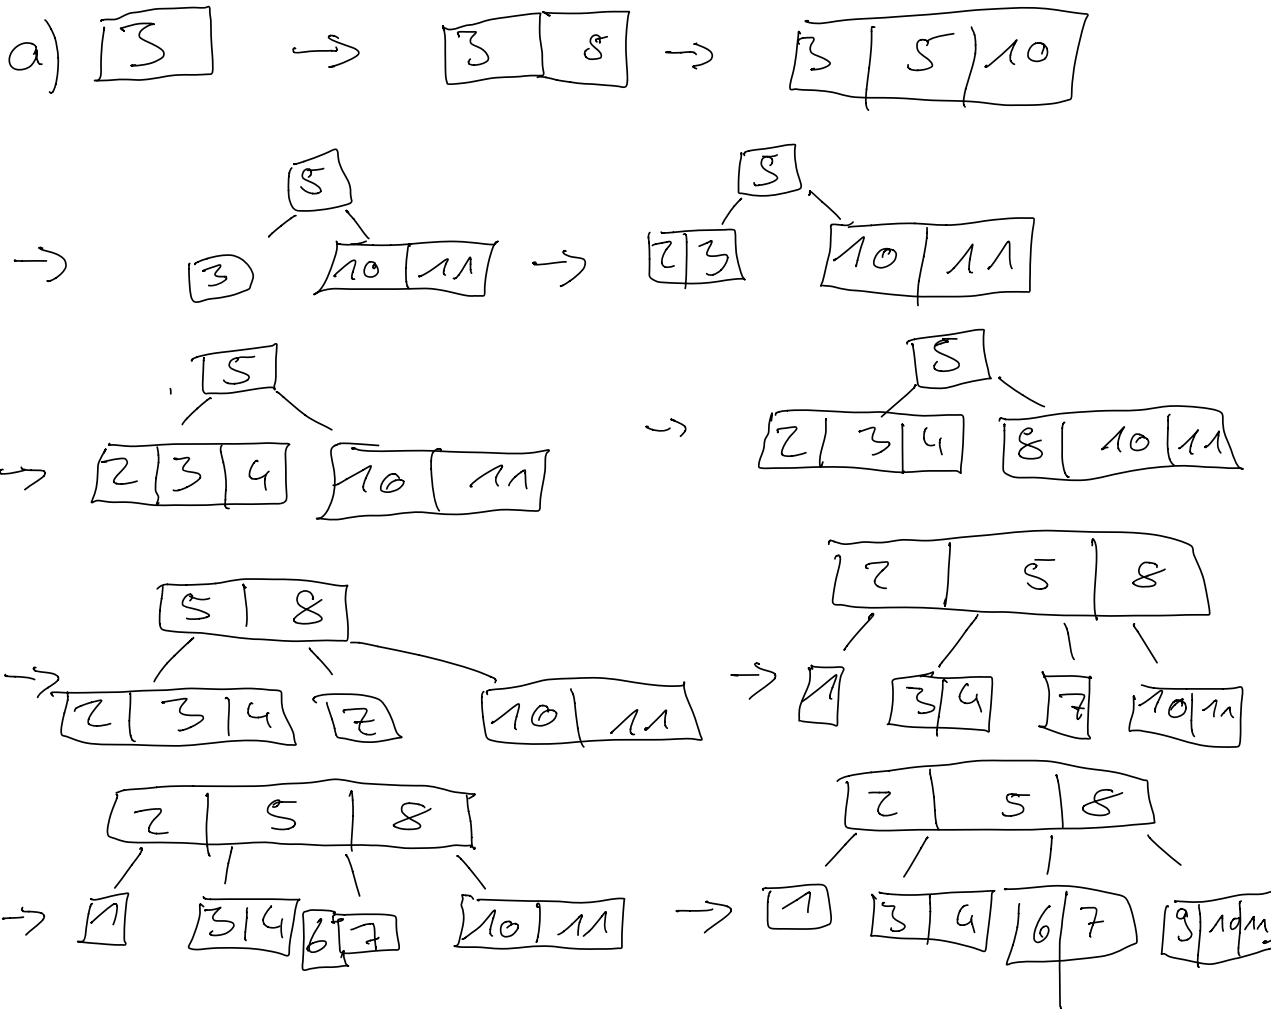 a) 3 → 3 5 → 3 5 10
5 5
→ 3 10 11 → 2 3 10 11
5 5
→ 2 3 4 10 11 → 2 3 4 8 10 11
5 8 2 5 8
→ 2 3 4 7 10 11 → 1 3 4 7 10 11
2 5 8 2 5 8
→ 1 3 4 6 7 10 11 → 1 3 4 6 7 9 10 11